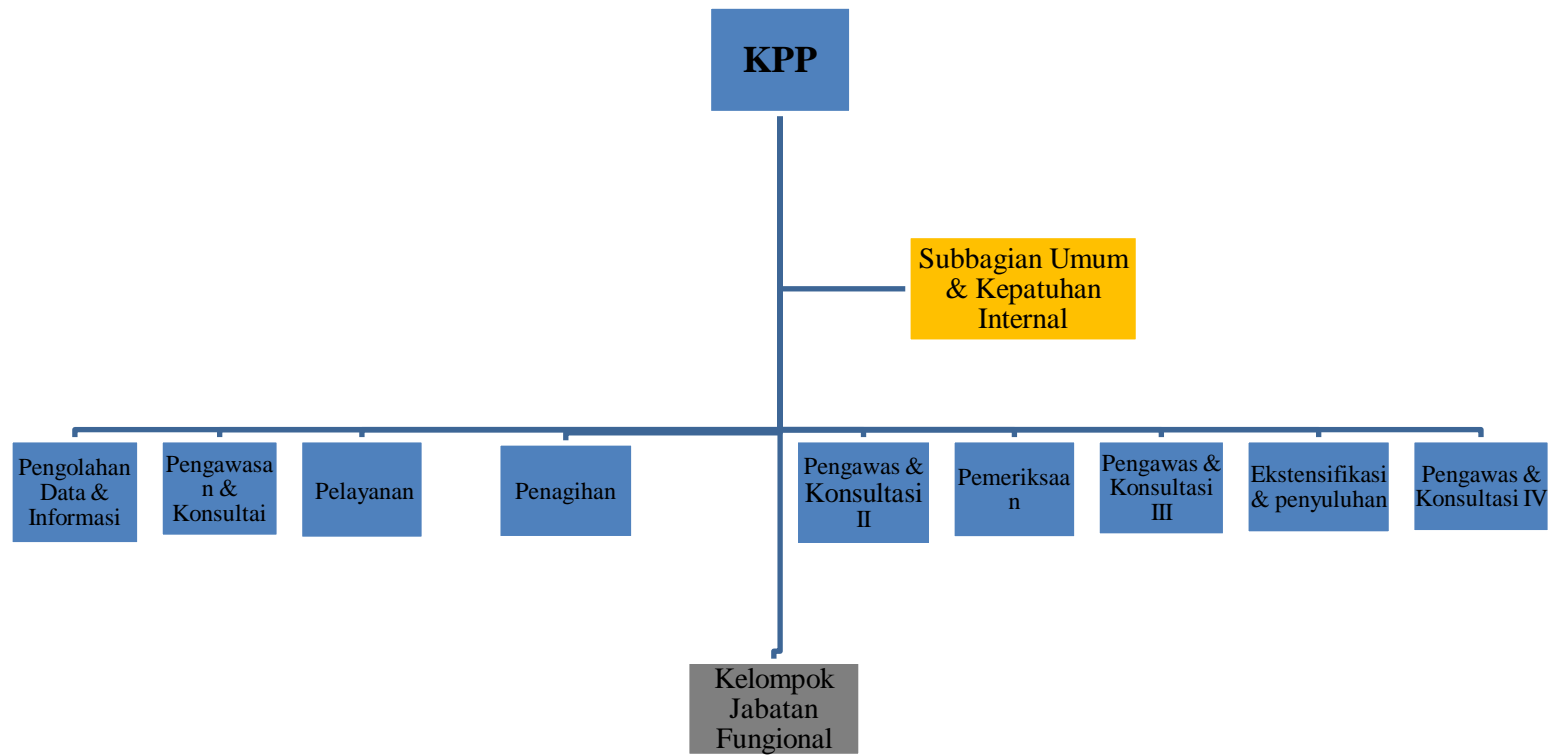 KPP
Subbagian Umum
& Kepatuhan
Internal
Pengolahan
Data &
Informasi
Pengawasa
n &
Konsultai
Pelayanan
Penagihan
Pengawas &
Konsultasi
II
Pemeriksaa
n
Pengawas &
Konsultasi
III
Ekstensifikasi
& penyuluhan
Pengawas &
Konsultasi IV
Kelompok
Jabatan
Fungional